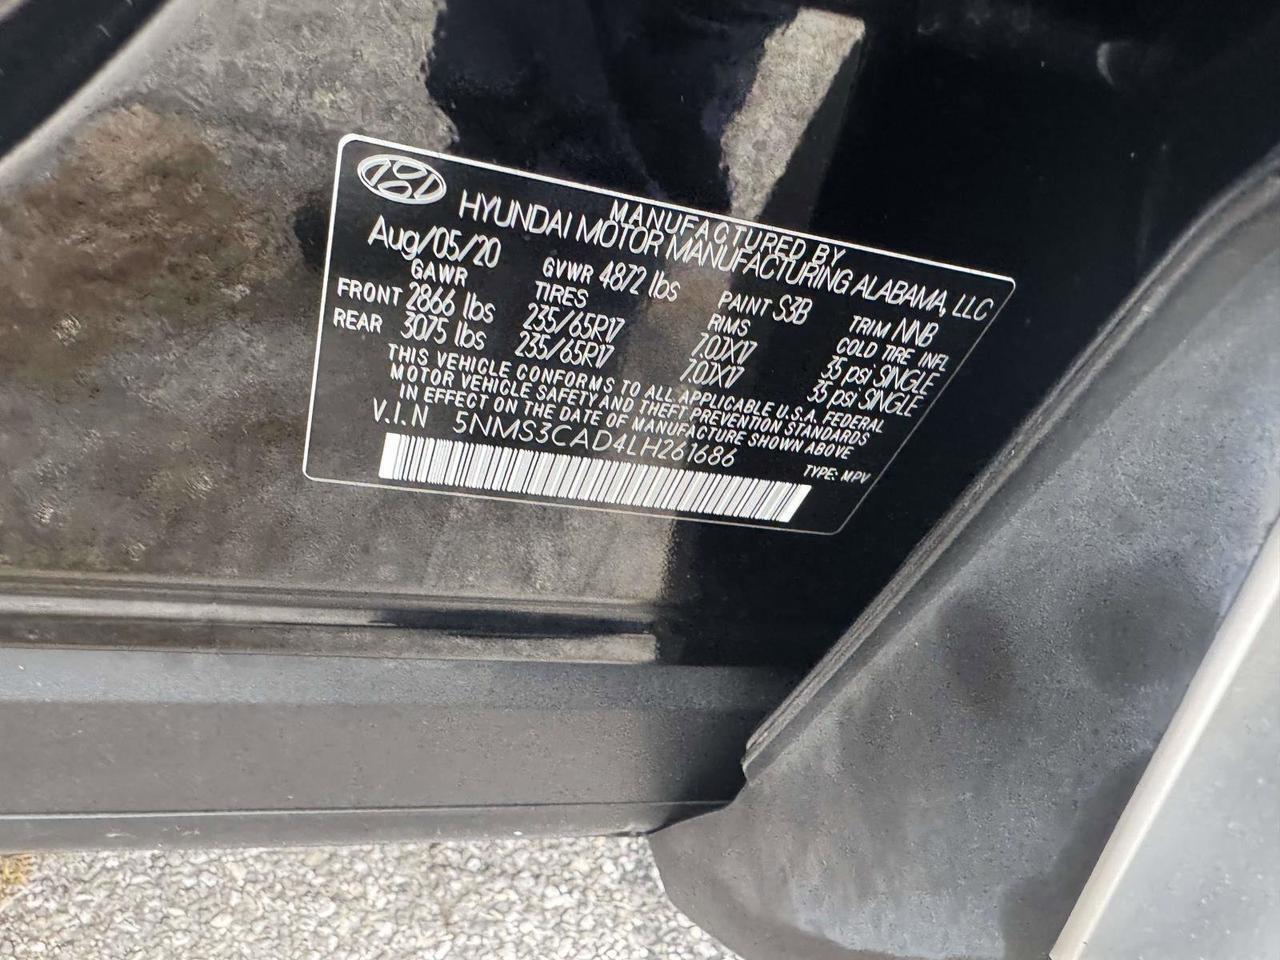 MANUFACTURED BY
HYUNDAI MOTOR MANUFACTURING ALABAMA, LLC
Aug/05/20 GVWR 4872 lbs PAINT S3B TRIM NNB
GAWR TIRES RIMS COLD TIRE INFL
FRONT 2866 lbs 235/65R17 7.0JX17 35 psi SINGLE
REAR 3075 lbs 235/65R17 7.0JX17 35 psi SINGLE
THIS VEHICLE CONFORMS TO ALL APPLICABLE U.S.A. FEDERAL
MOTOR VEHICLE SAFETY AND THEFT PREVENTION STANDARDS
IN EFFECT ON THE DATE OF MANUFACTURE SHOWN ABOVE
V.I.N 5NMS3CAD4LH261686
TYPE: MPV